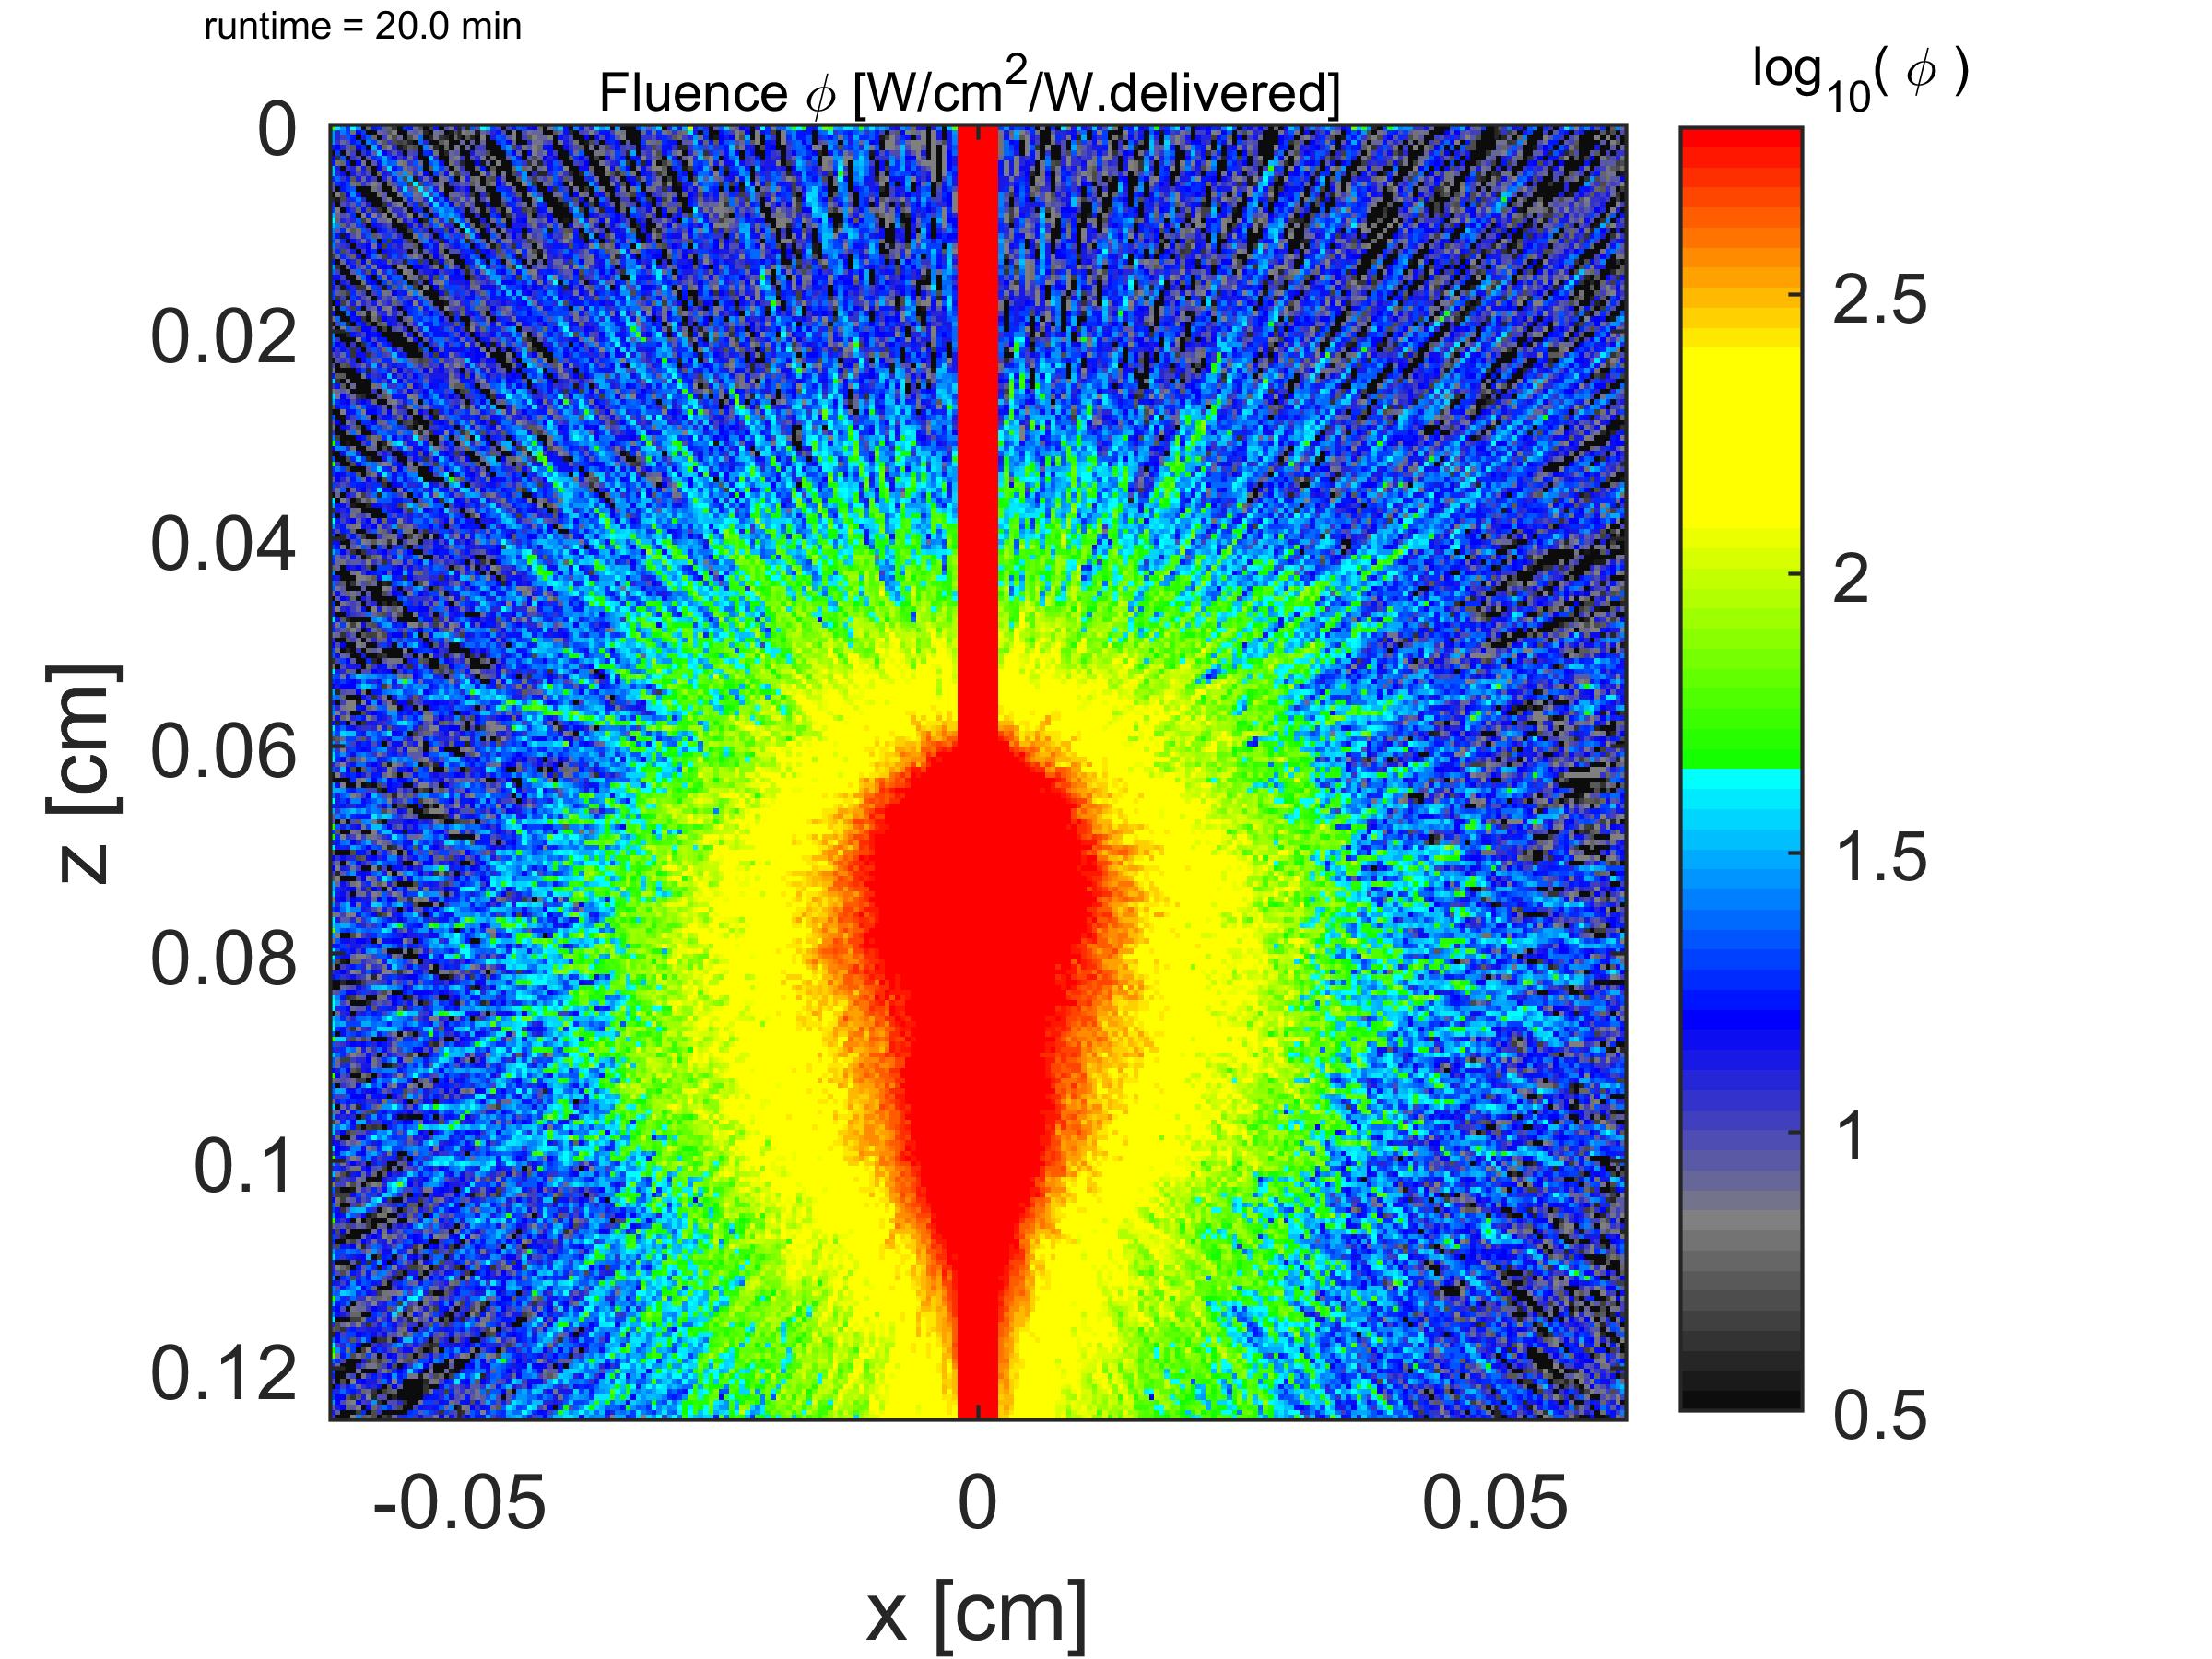 runtime = 20.0 min
Fluence ϕ [W/cm²/W.delivered]
log₁₀( ϕ )
0
0.02
0.04
0.06
0.08
0.1
0.12
z [cm]
-0.05 0 0.05
x [cm]
2.5
2
1.5
1
0.5